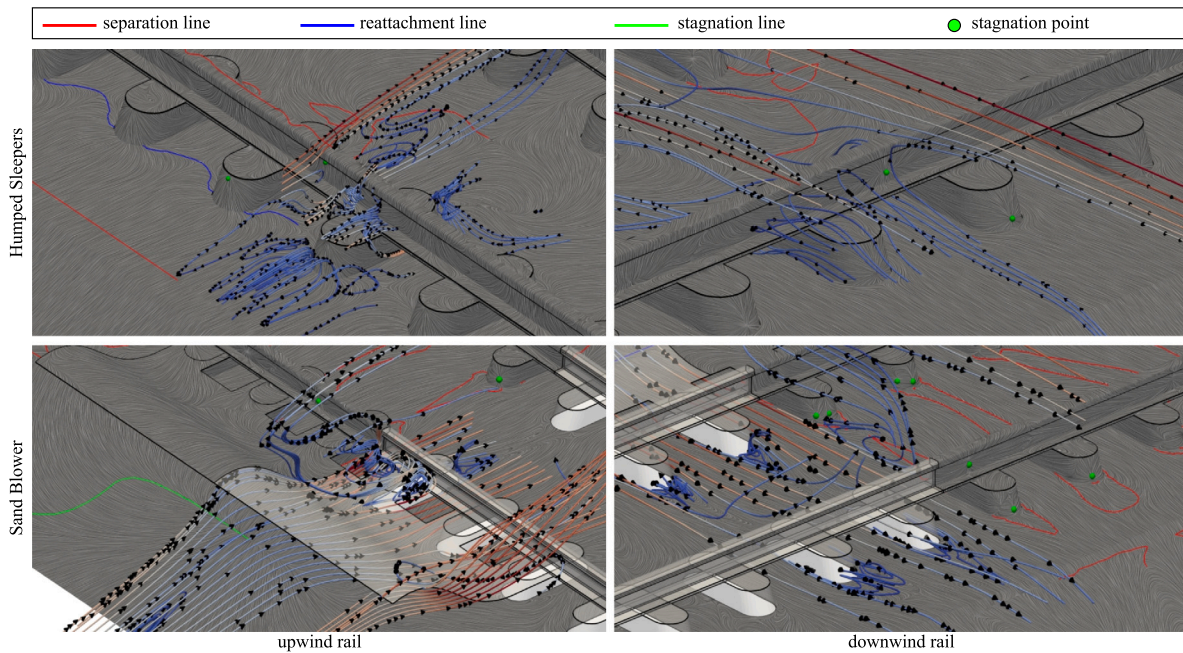 separation line reattachment line stagnation line stagnation point
Humped Sleepers
Sand Blower
upwind rail downwind rail